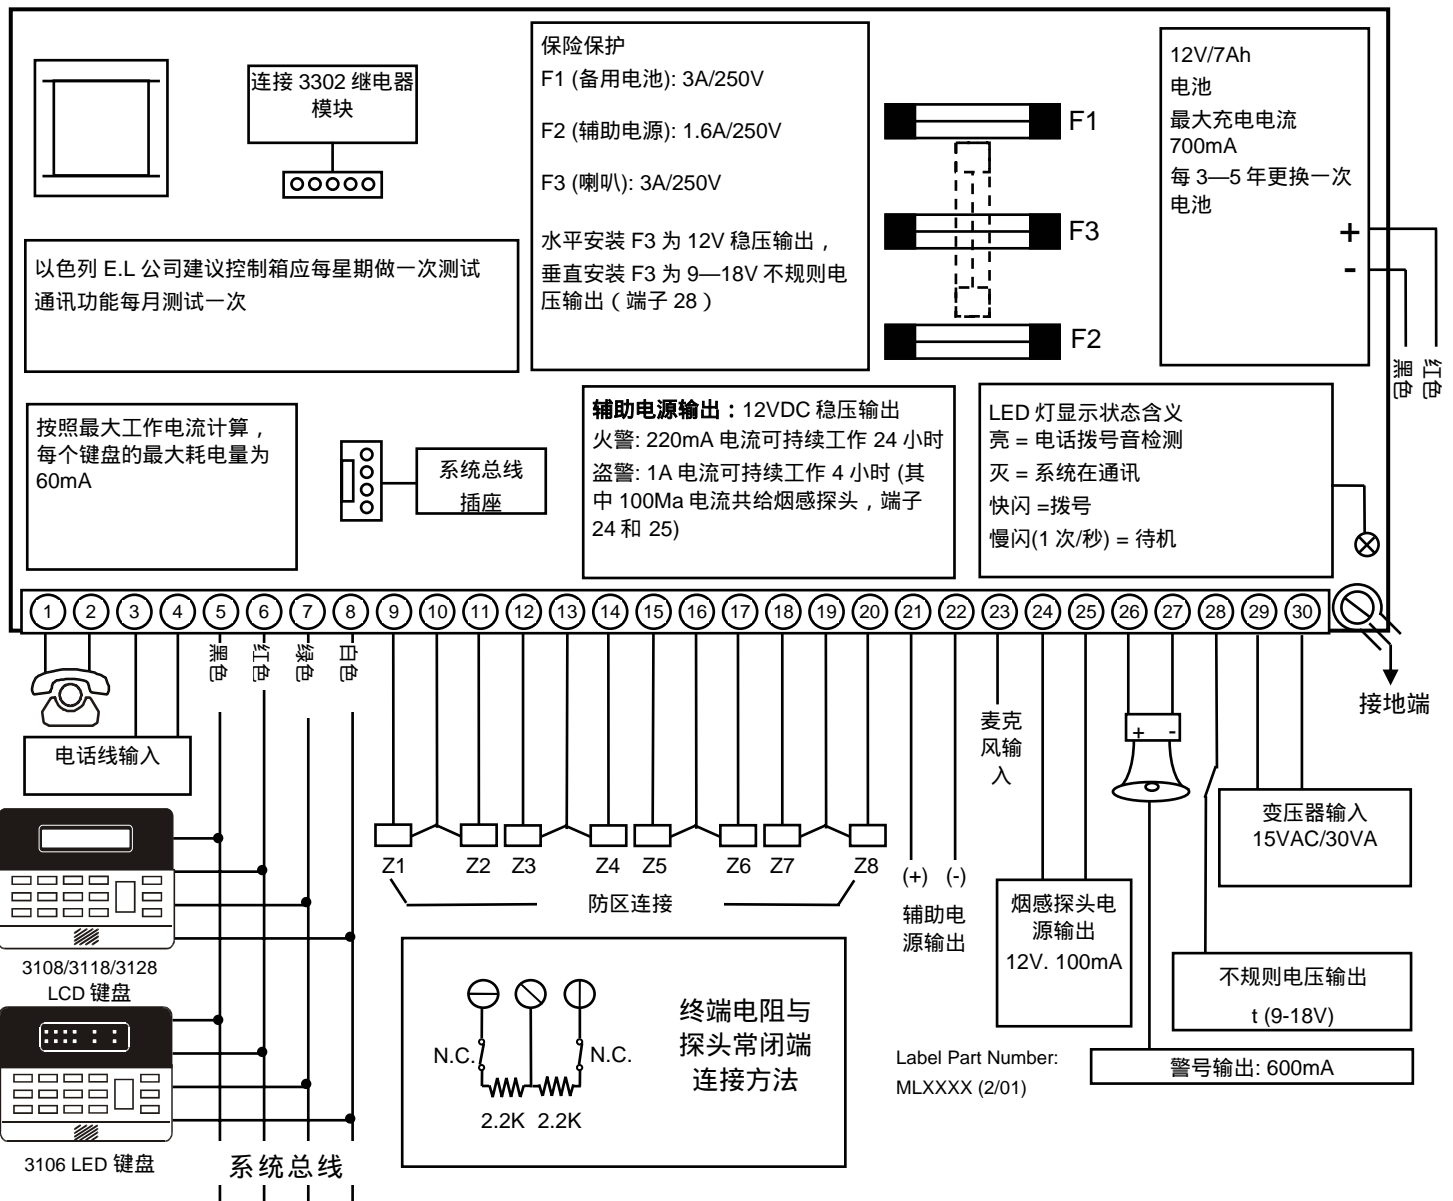 连接 3302 继电器
模块
保险保护
F1 (备用电池): 3A/250V
F2 (辅助电源): 1.6A/250V
F3 (喇叭): 3A/250V
水平安装 F3 为 12V 稳压输出，
垂直安装 F3 为 9—18V 不规则电
压输出（端子 28）
F1
F3
F2
12V/7Ah
电池
最大充电电流
700mA
每 3—5 年更换一次
电池
+
-
黑色
红色
以色列 E.L 公司建议控制箱应每星期做一次测试
通讯功能每月测试一次
按照最大工作电流计算，
每个键盘的最大耗电量为
60mA
系统总线
插座
辅助电源输出：12VDC 稳压输出
火警: 220mA 电流可持续工作 24 小时
盗警: 1A 电流可持续工作 4 小时 (其
中 100Ma 电流共给烟感探头，端子
24 和 25)
LED 灯显示状态含义
亮 = 电话拨号音检测
灭 = 系统在通讯
快闪 =拨号
慢闪(1 次/秒) = 待机
1 2 3 4 5 6 7 8 9 10 11 12 13 14 15 16 17 18 19 20 21 22 23 24 25 26 27 28 29 30
黑色
红色
绿色
白色
接地端
电话线输入
麦克
风输
入
+ -
变压器输入
15VAC/30VA
Z1 Z2 Z3 Z4 Z5 Z6 Z7 Z8
防区连接
(+) (-)
辅助电
源输出
烟感探头电
源输出
12V. 100mA
不规则电压输出
t (9-18V)
警号输出: 600mA
3108/3118/3128
LCD 键盘
3106 LED 键盘
系统总线
N.C.
N.C.
2.2K 2.2K
终端电阻与
探头常闭端
连接方法
Label Part Number:
MLXXXX (2/01)